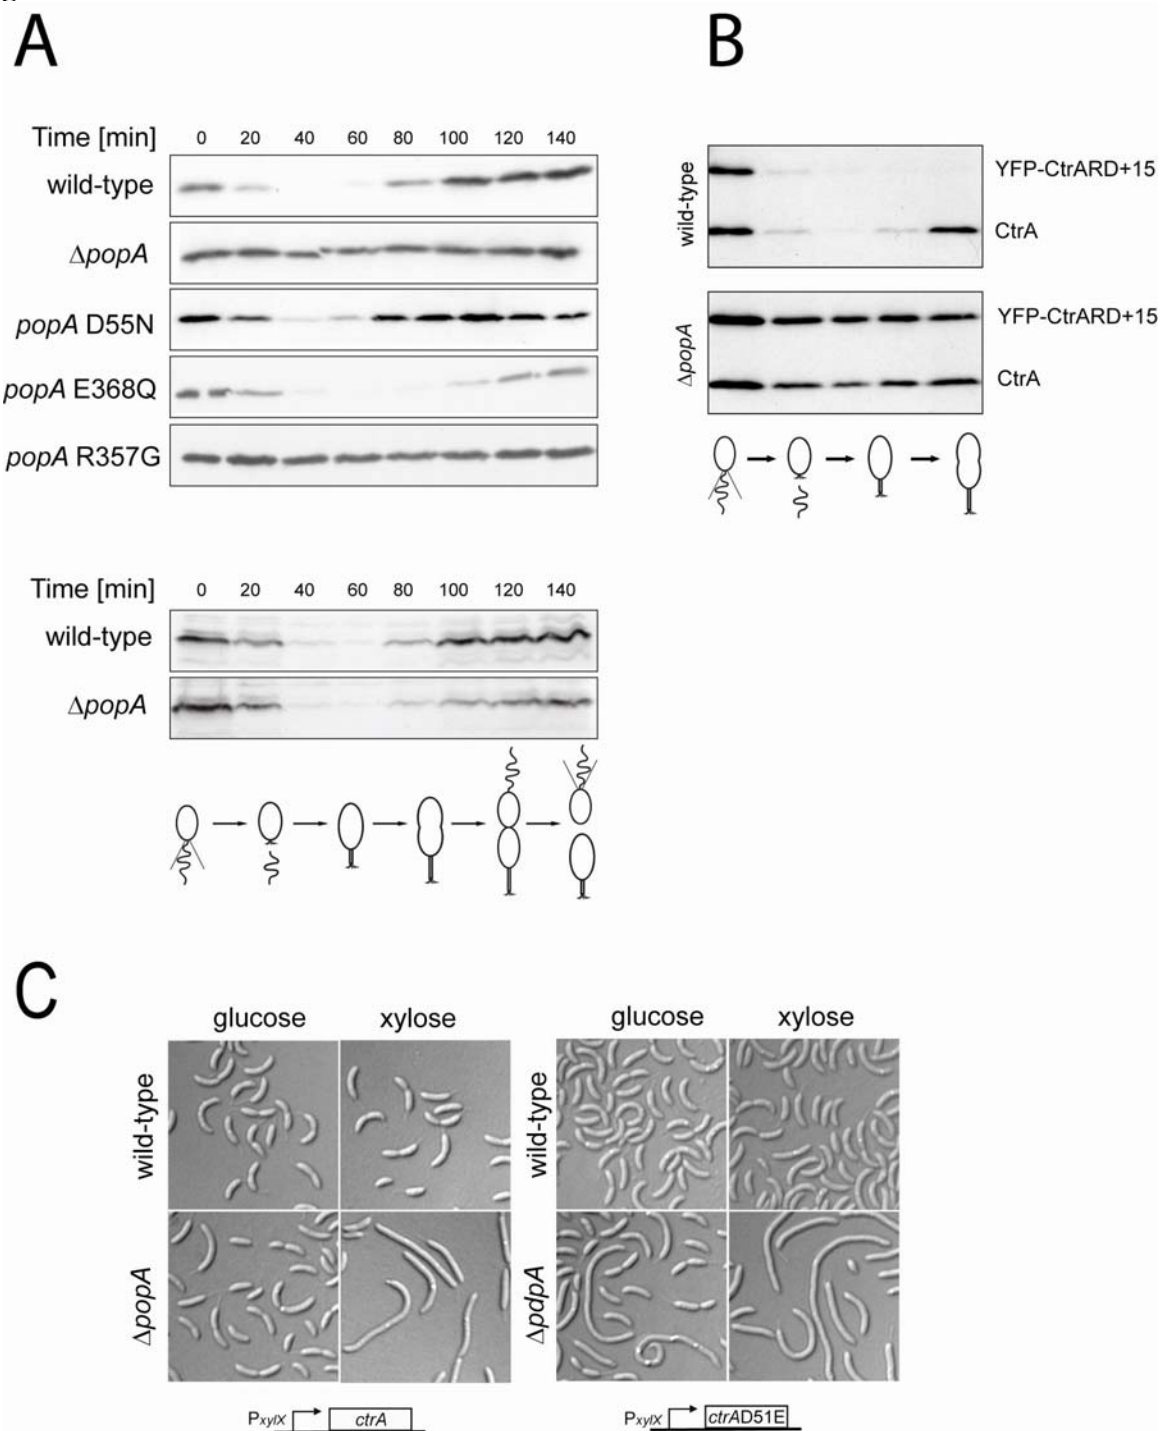 A
B
Time [min] 0 20 40 60 80 100 120 140
wild-type
ΔpopA
popA D55N
popA E368Q
popA R357G
wild-type
YFP-CtrARD+15
CtrA
ΔpopA
YFP-CtrARD+15
CtrA
Time [min] 0 20 40 60 80 100 120 140
wild-type
ΔpopA
C
glucose xylose
glucose xylose
wild-type
ΔpopA
wild-type
ΔpdpA
PxylX ctrA
PxylX ctrAD51E